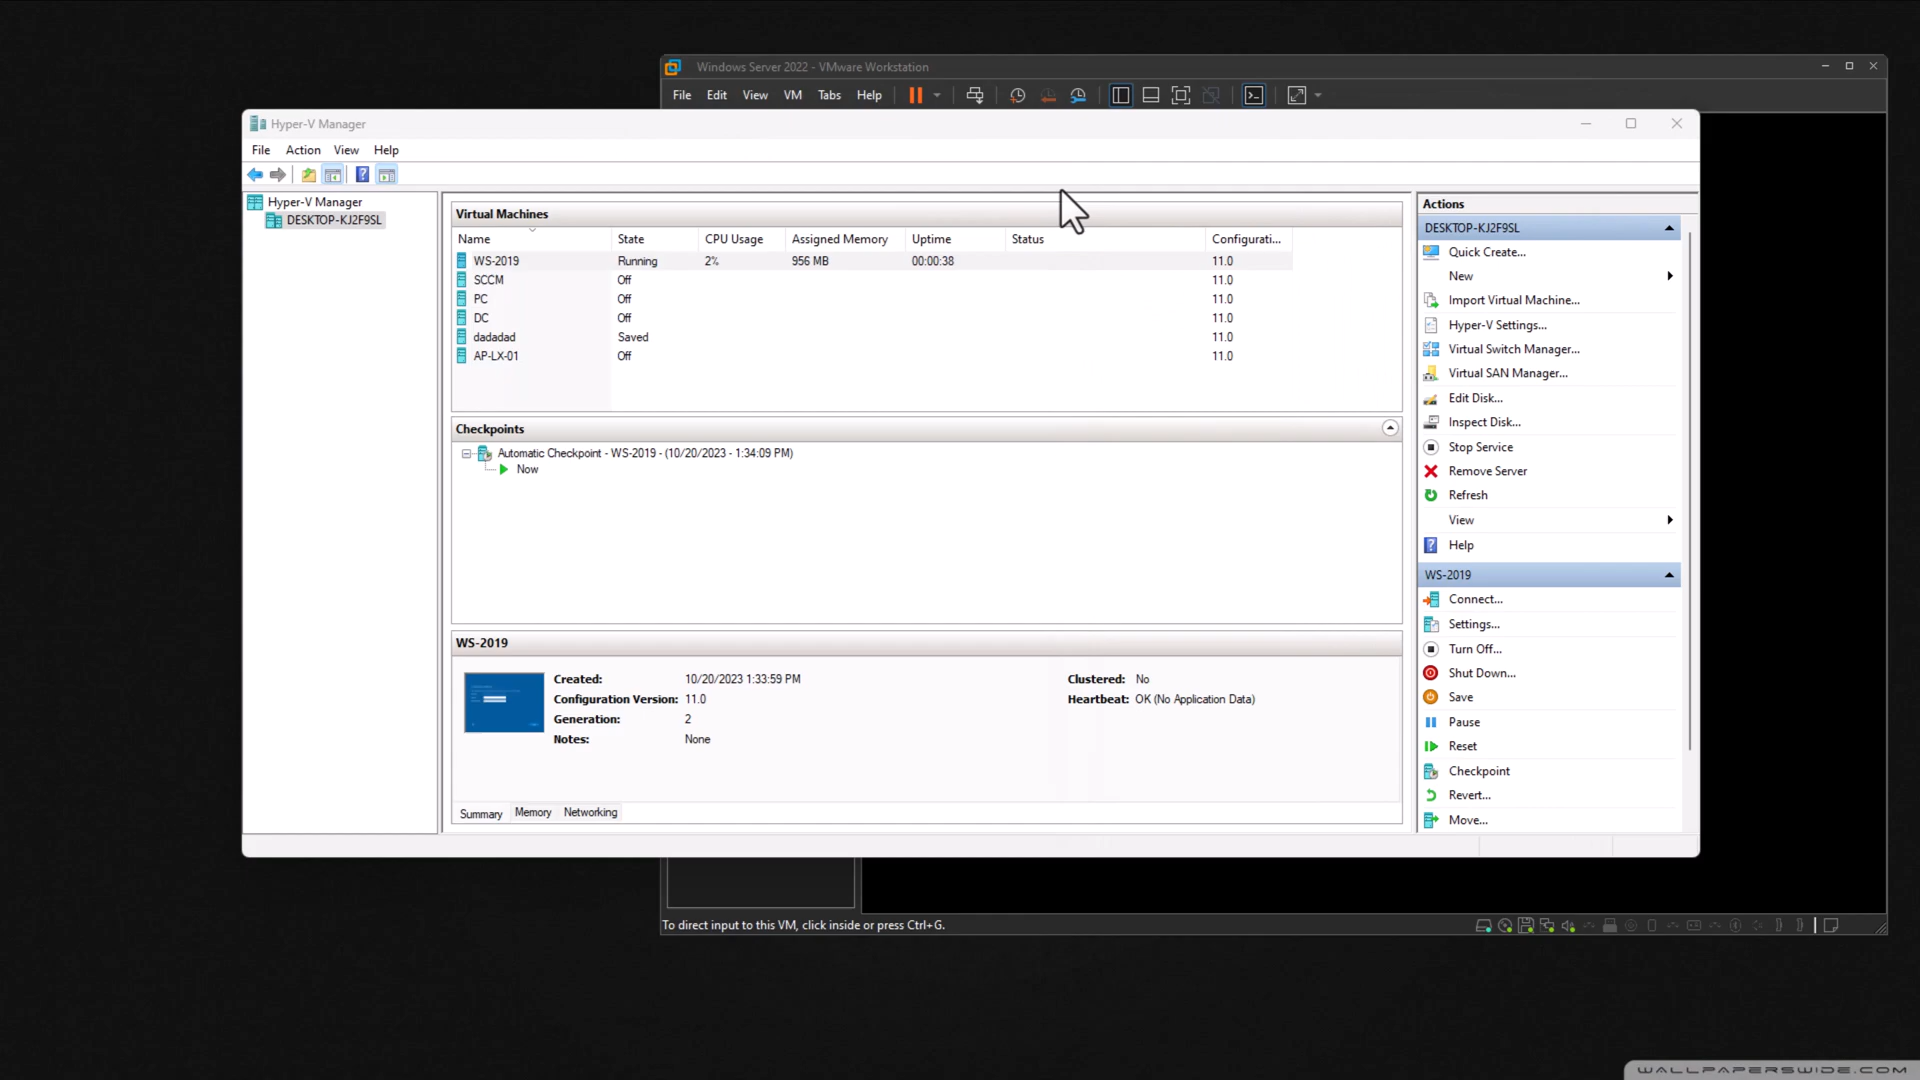 Windows Server 2022 - VMware Workstation
File Edit View VM Tabs Help
Hyper-V Manager
File Action View Help
Hyper-V Manager
DESKTOP-KJ2F9SL
Virtual Machines
Name State CPU Usage Assigned Memory Uptime Status Configurati...
WS-2019 Running 2% 956 MB 00:00:38 11.0
SCCM Off 11.0
PC Off 11.0
DC Off 11.0
dadadad Saved 11.0
AP-LX-01 Off 11.0
Checkpoints
Automatic Checkpoint - WS-2019 - (10/20/2023 - 1:34:09 PM)
Now
WS-2019
Created: 10/20/2023 1:33:59 PM Clustered: No
Configuration Version: 11.0 Heartbeat: OK (No Application Data)
Generation: 2
Notes: None
Summary Memory Networking
Actions
DESKTOP-KJ2F9SL
Quick Create...
New
Import Virtual Machine...
Hyper-V Settings...
Virtual Switch Manager...
Virtual SAN Manager...
Edit Disk...
Inspect Disk...
Stop Service
Remove Server
Refresh
View
Help
WS-2019
Connect...
Settings...
Turn Off...
Shut Down...
Save
Pause
Reset
Checkpoint
Revert...
Move...
To direct input to this VM, click inside or press Ctrl+G.
WALLPAPERSWIDE.COM